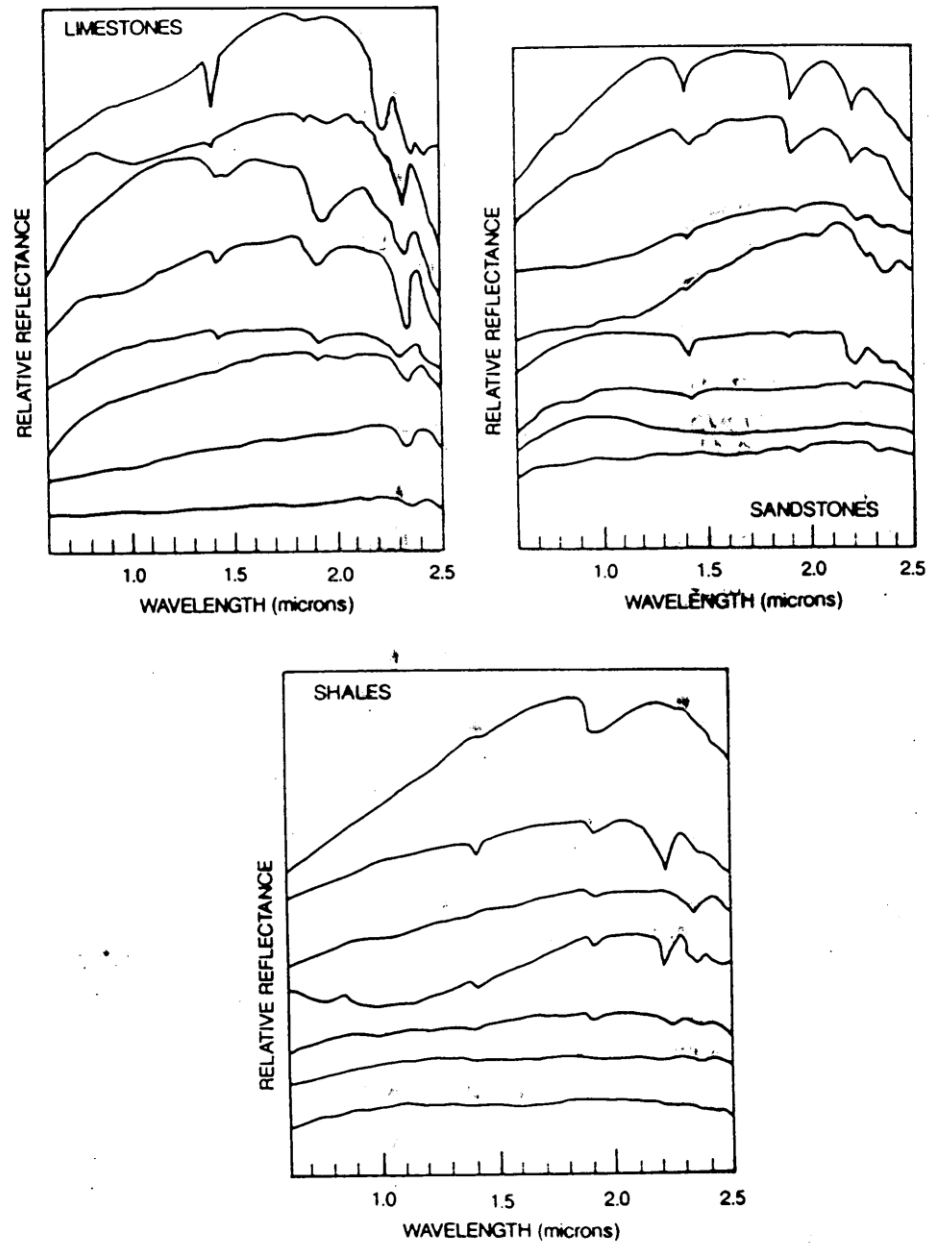 LIMESTONES
RELATIVE REFLECTANCE
1.0 1.5 2.0 2.5
WAVELENGTH (microns)
RELATIVE REFLECTANCE
SANDSTONES
1.0 1.5 2.0 2.5
WAVELENGTH (microns)
SHALES
RELATIVE REFLECTANCE
1.0 1.5 2.0 2.5
WAVELENGTH (microns)